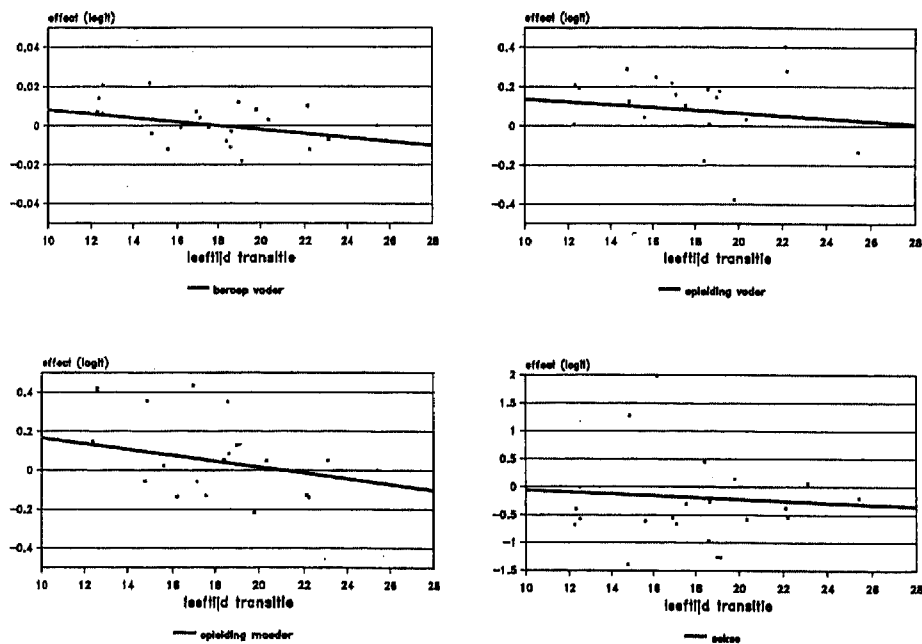 effect (logit)
0.04
0.02
0
-0.02
-0.04
10 12 14 16 18 20 22 24 26 28
leeftijd transitie
beroep vader
effect (logit)
0.4
0.2
0
-0.2
-0.4
10 12 14 16 18 20 22 24 26 28
leeftijd transitie
opleiding vader
effect (logit)
0.4
0.2
0
-0.2
-0.4
10 12 14 16 18 20 22 24 26 28
leeftijd transitie
opleiding moeder
effect (logit)
2
1.5
1
0.5
0
-0.5
-1
-1.5
10 12 14 16 18 20 22 24 26 28
leeftijd transitie
sekse